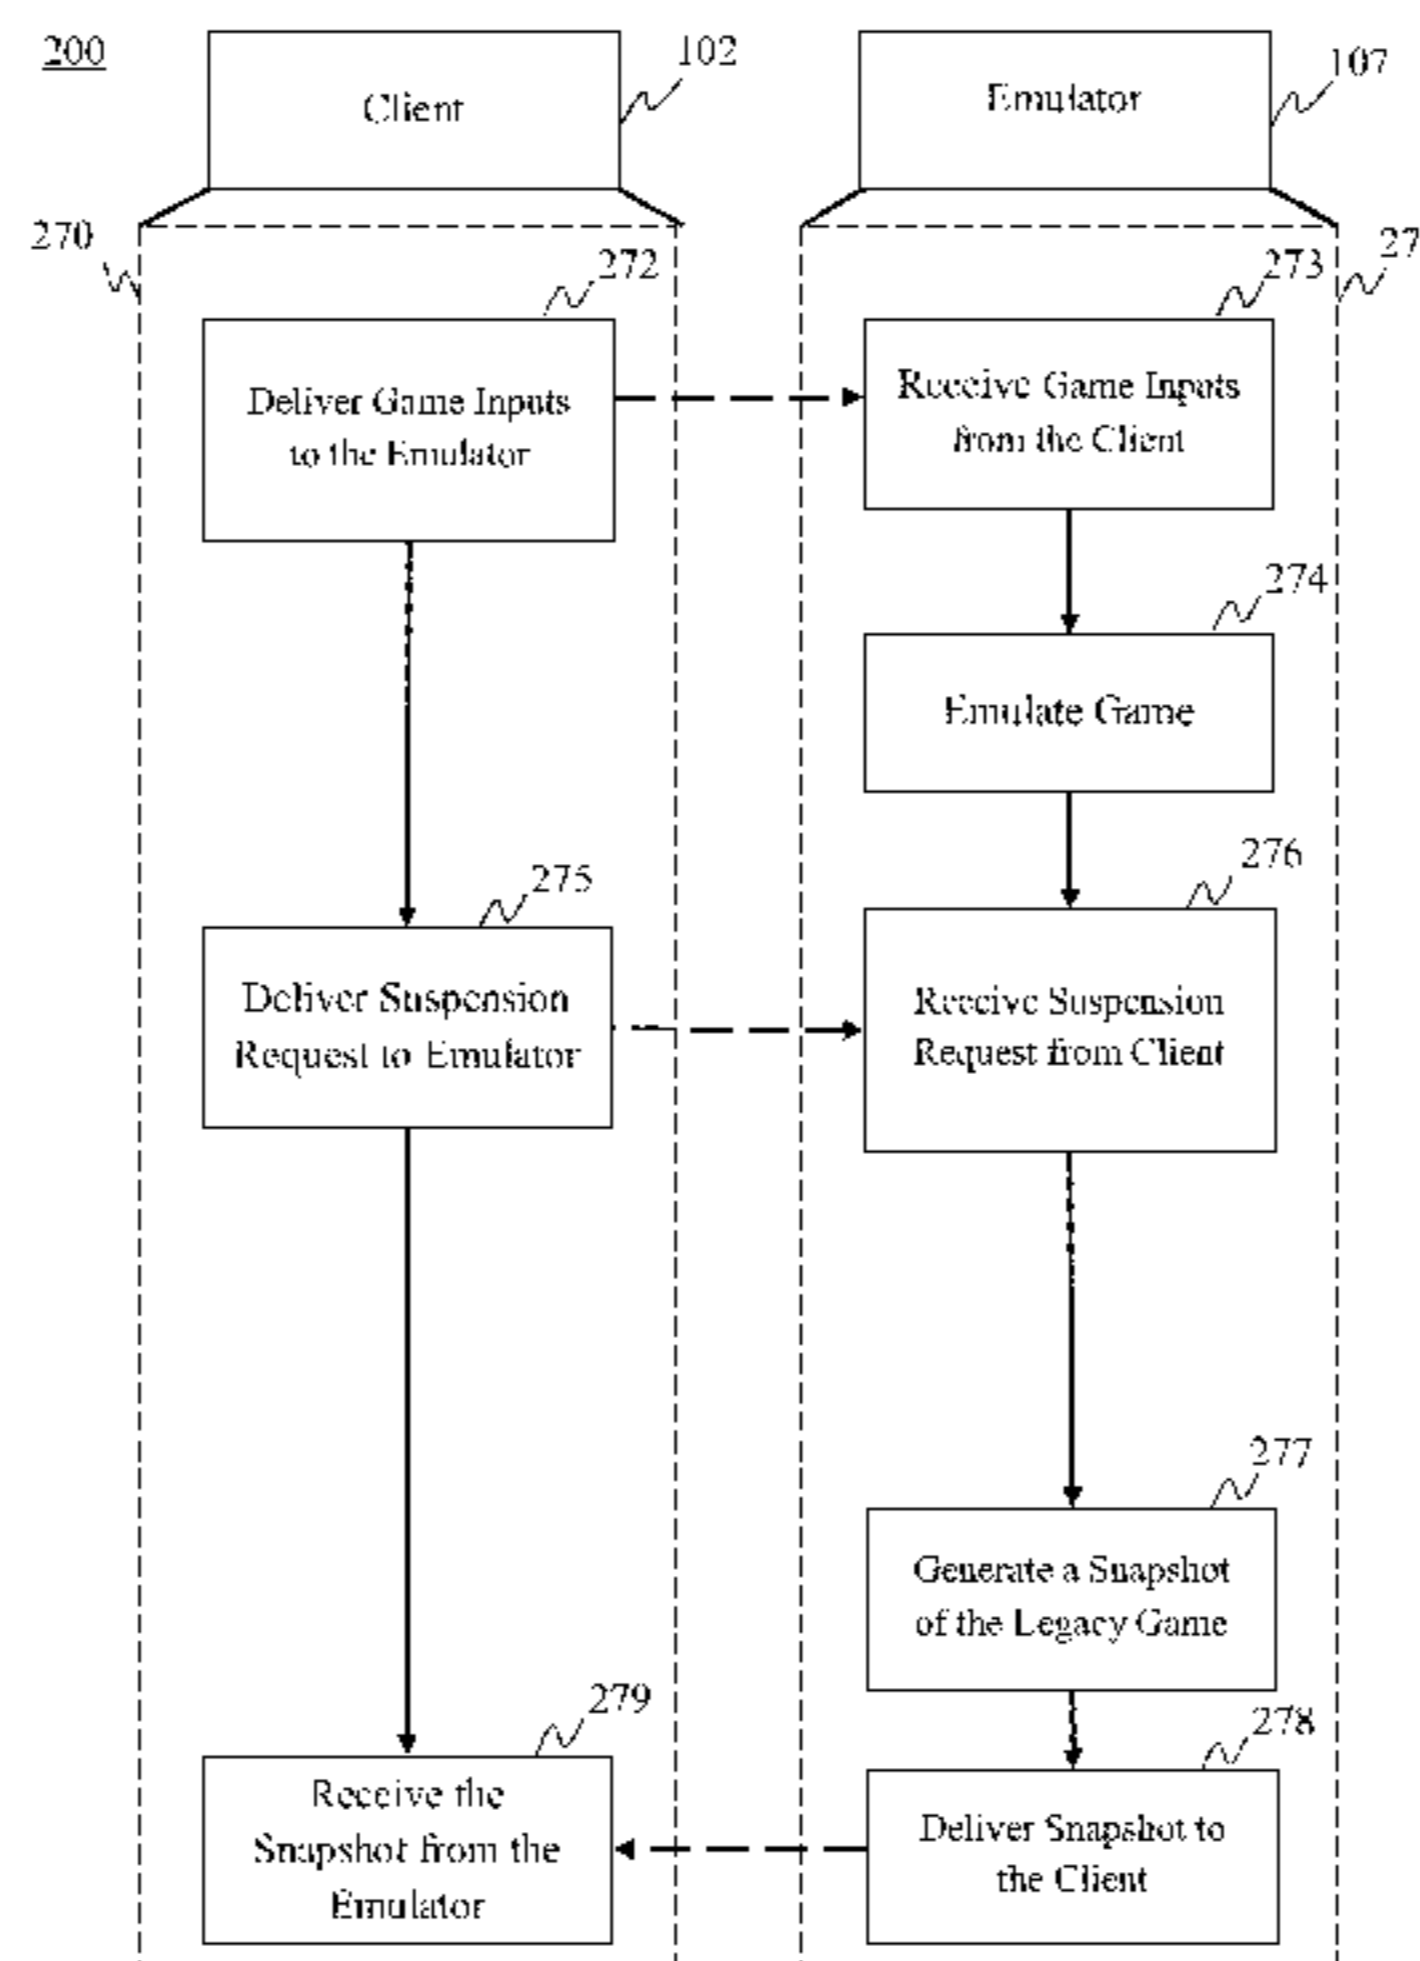 200
Client
102
Emulator
107
270
27
272
Deliver Game Inputs
to the Emulator
273
Receive Game Inputs
from the Client
274
Emulate Game
275
Deliver Suspension
Request to Emulator
276
Receive Suspension
Request from Client
277
Generate a Snapshot
of the Legacy Game
278
Deliver Snapshot to
the Client
279
Receive the
Snapshot from the
Emulator